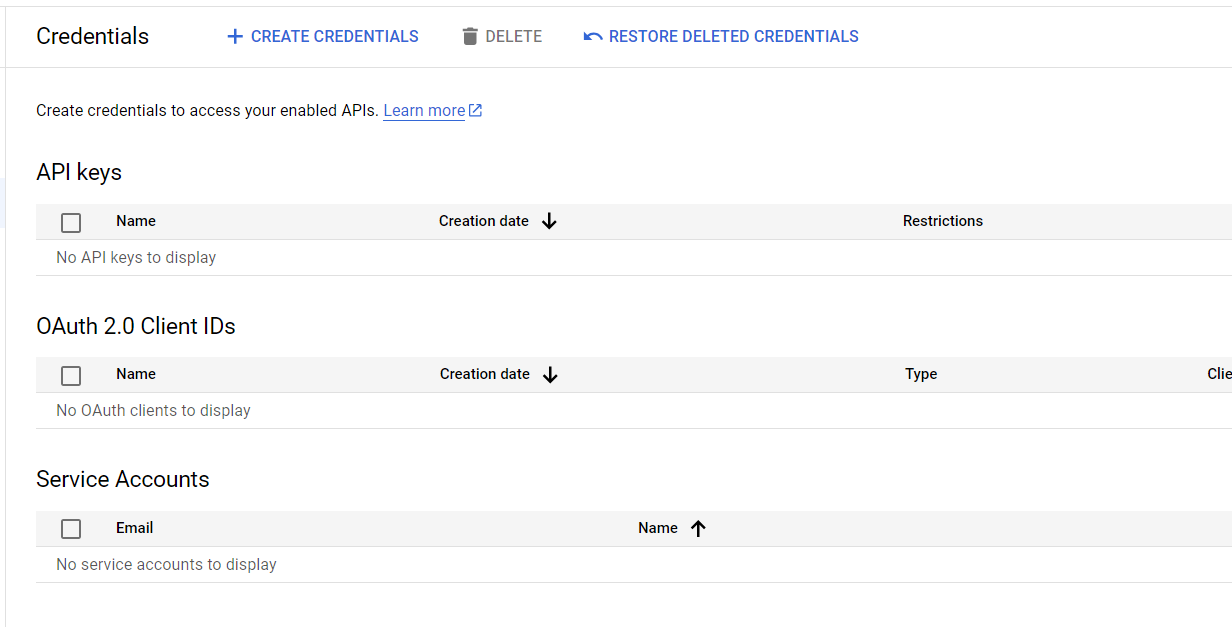 Credentials CREATE CREDENTIALS DELETE RESTORE DELETED CREDENTIALS
Create credentials to access your enabled APIs. Learn more
API keys
Name Creation date Restrictions
No API keys to display
OAuth 2.0 Client IDs
Name Creation date Type Clie
No OAuth clients to display
Service Accounts
Email Name
No service accounts to display